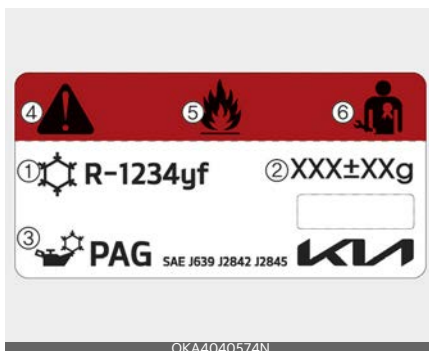 ④ ⑤ ⑥
① R-1234yf ②XXX±XXg
③ PAG SAE J639 J2842 J2845 KIA
OKA4040574N